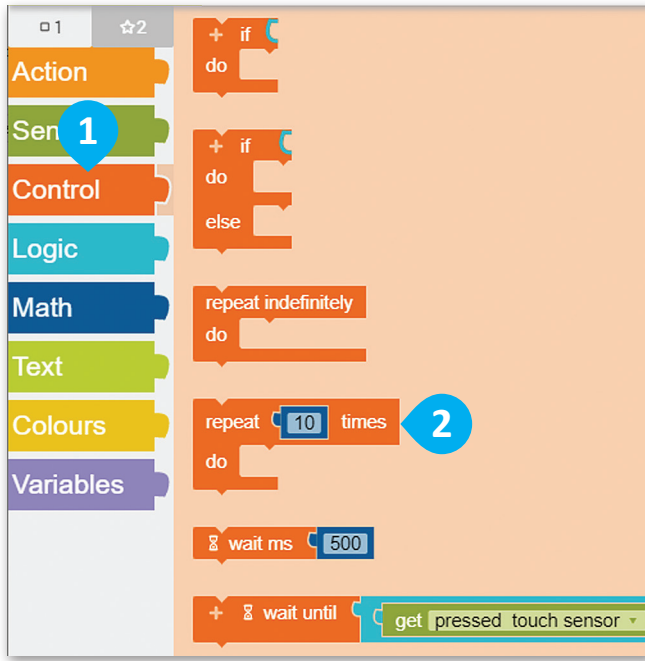 1
2
Action
Sen
1
Control
Logic
Math
Text
Colours
Variables
+ if
do
+ if
do
else
repeat indefinitely
do
repeat 10 times
2
do
wait ms 500
+ wait until get pressed touch sensor